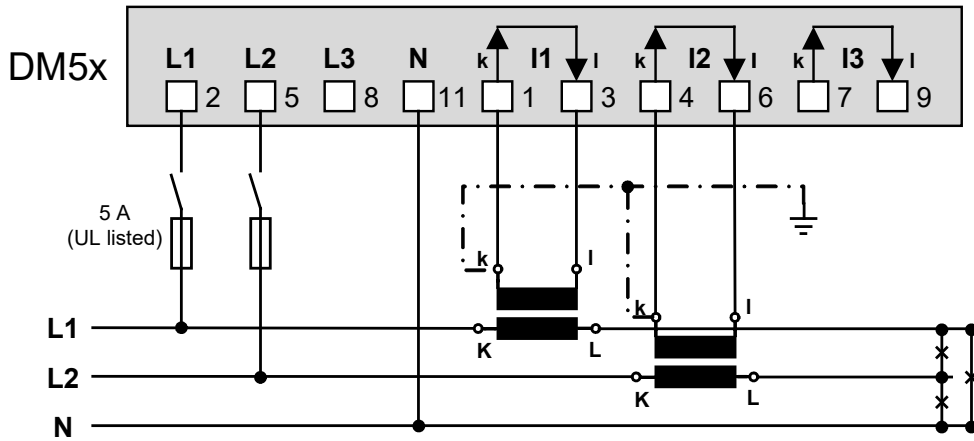 DM5x
L1 L2 L3 N k I1 l k I2 l k I3 l
2 5 8 11 1 3 4 6 7 9
5 A
(UL listed)
k l
k l
L1
K L
L2
K L
N